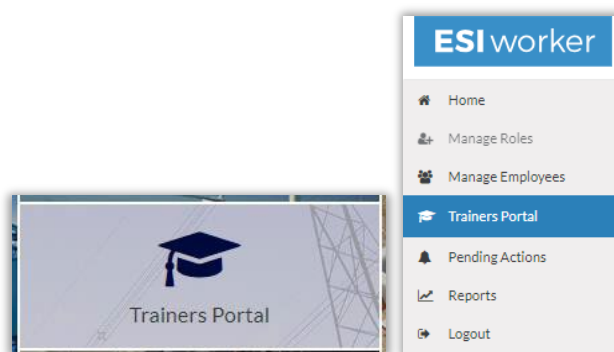 Trainers Portal
ESI worker
Home
Manage Roles
Manage Employees
Trainers Portal
Pending Actions
Reports
Logout